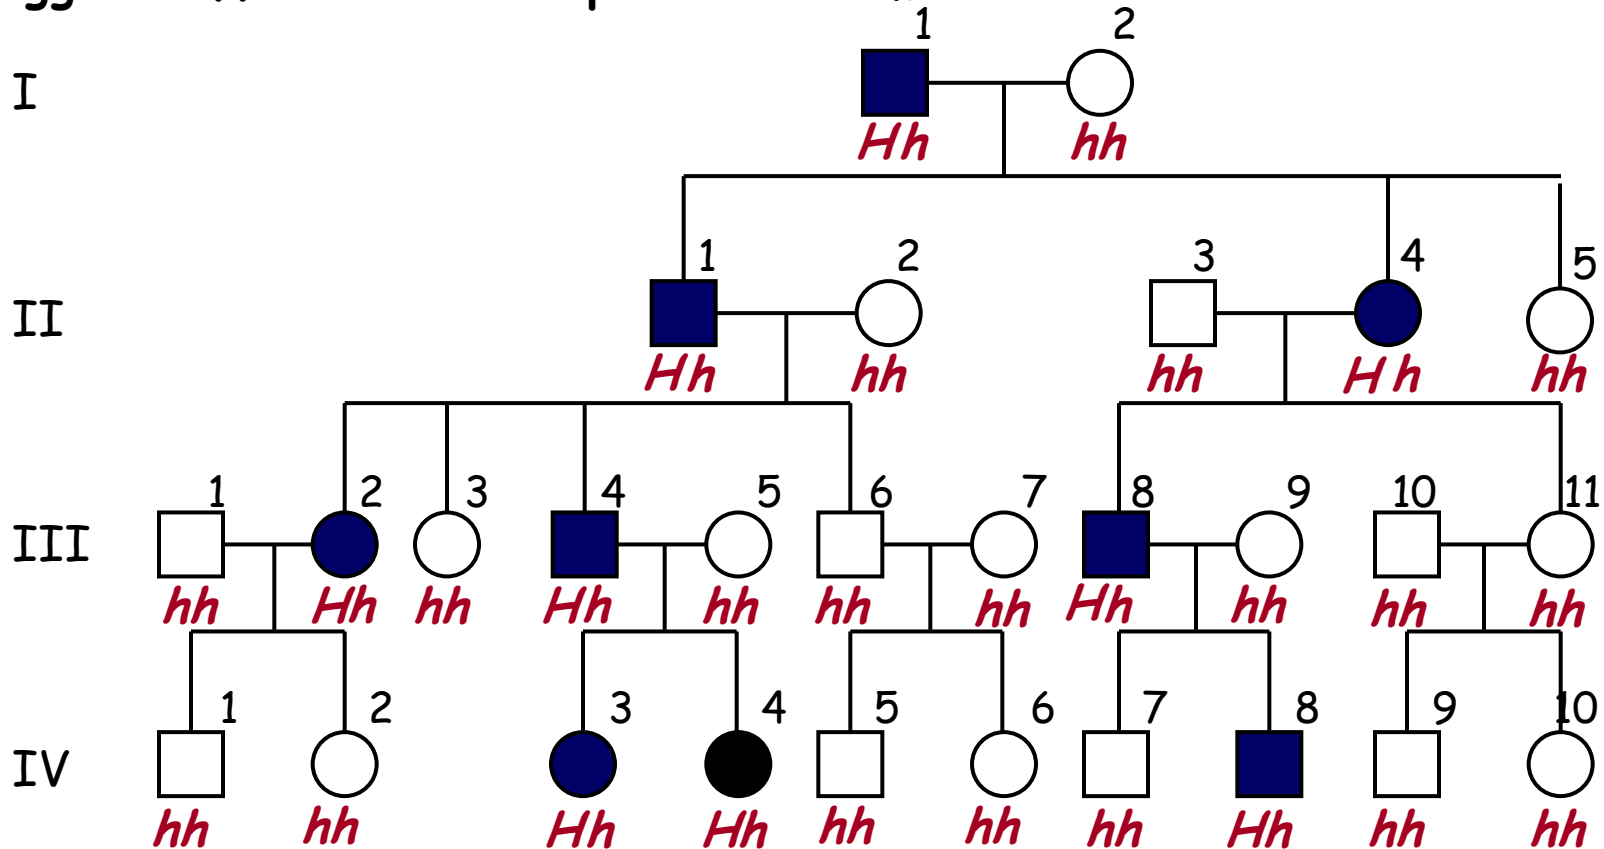 1 2
I
Hh hh
1 2 3 4 5
II
Hh hh hh H h hh
1 2 3 4 5 6 7 8 9 10 11
III
hh Hh hh Hh hh hh hh Hh hh hh hh
1 2 3 4 5 6 7 8 9 10
IV
hh hh Hh Hh hh hh hh Hh hh hh